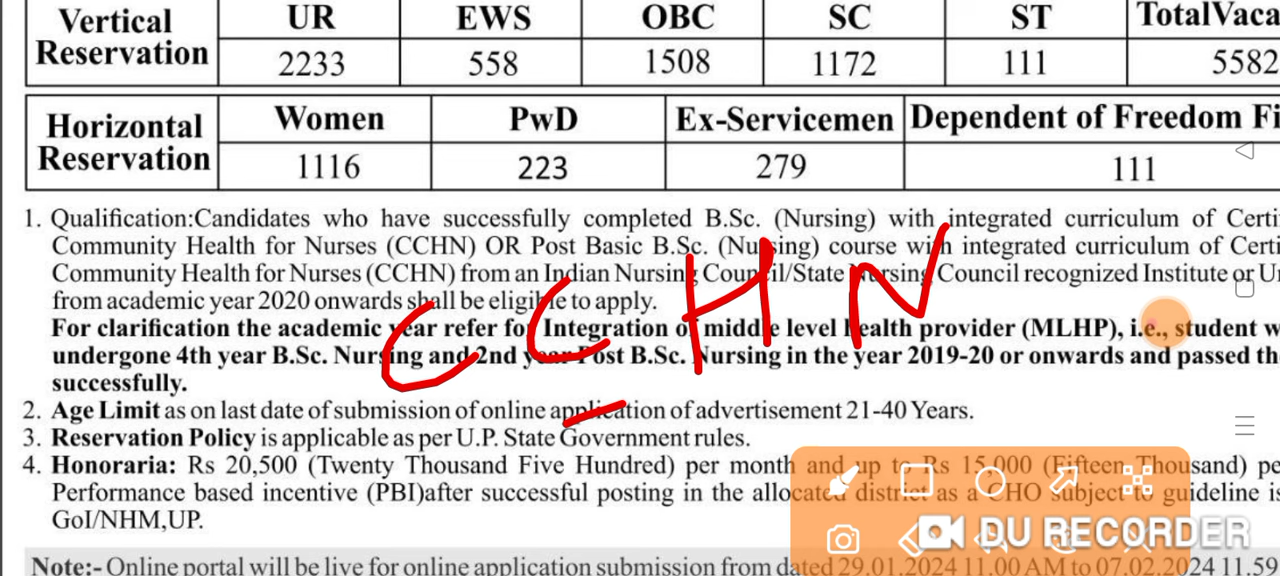 Vertical Reservation UR EWS OBC SC ST TotalVaca
2233 558 1508 1172 111 5582
Horizontal Reservation Women PwD Ex-Servicemen Dependent of Freedom Fi
1116 223 279 111
1. Qualification:Candidates who have successfully completed B.Sc. (Nursing) with integrated curriculum of Certi
Community Health for Nurses (CCHN) OR Post Basic B.Sc. (Nursing) course with integrated curriculum of Certi
Community Health for Nurses (CCHN) from an Indian Nursing Council/State Nursing Council recognized Institute or U
from academic year 2020 onwards shall be eligible to apply.
For clarification the academic year refer for Integration of middle level health provider (MLHP), i.e., student w
undergone 4th year B.Sc. Nursing and 2nd year Post B.Sc. Nursing in the year 2019-20 or onwards and passed th
successfully.
CCHN
2. Age Limit as on last date of submission of online application of advertisement 21-40 Years.
3. Reservation Policy is applicable as per U.P. State Government rules.
4. Honoraria: Rs 20,500 (Twenty Thousand Five Hundred) per month and up to Rs 15,000 (Fifteen Thousand) pe
Performance based incentive (PBI)after successful posting in the allocated district as a CHO subject to guideline is
GoI/NHM,UP.
DU RECORDER
Note:- Online portal will be live for online application submission from dated 29.01.2024 11.00 AM to 07.02.2024 11.59